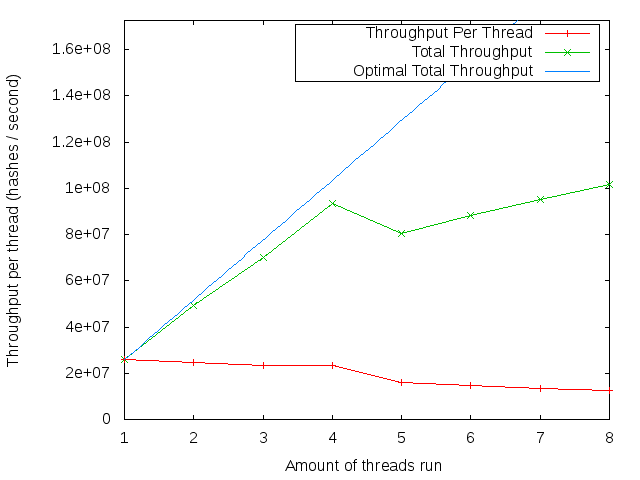 Throughput Per Thread
Total Throughput
Optimal Total Throughput
1.6e+08
1.4e+08
1.2e+08
1e+08
8e+07
6e+07
4e+07
2e+07
0
Throughput per thread (hashes / second)
1 2 3 4 5 6 7 8
Amount of threads run